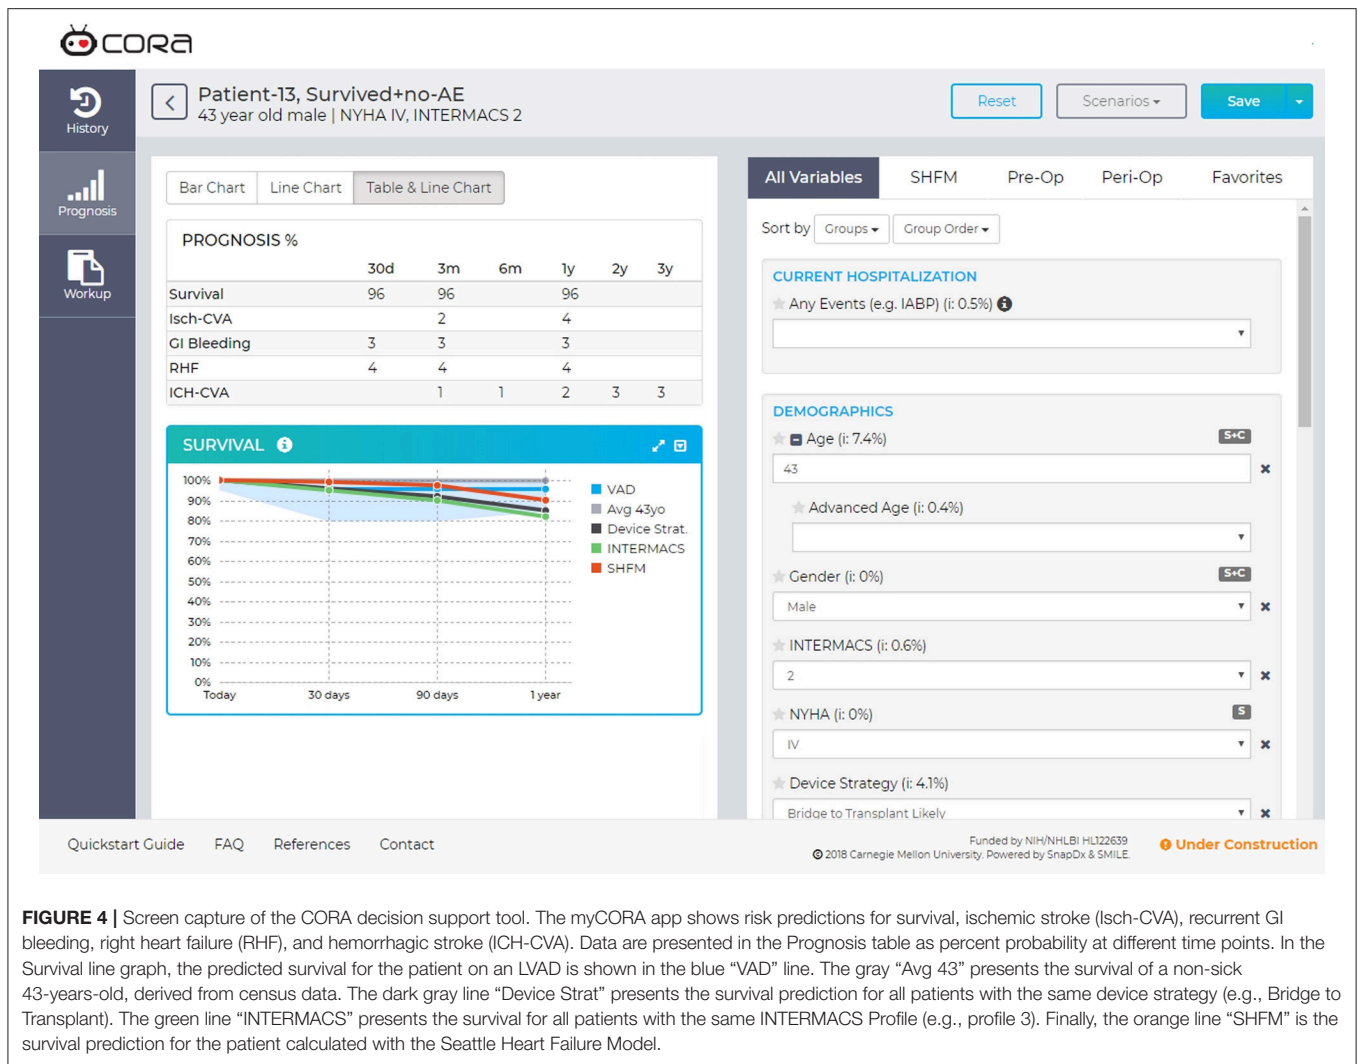 CORA
History
Prognosis
Workup
Patient-13, Survived+no-AE
43 year old male | NYHA IV, INTERMACS 2
Reset
Scenarios
Save
Bar Chart
Line Chart
Table & Line Chart
PROGNOSIS %
30d 3m 6m 1y 2y 3y
Survival 96 96 96
Isch-CVA 2 4
GI Bleeding 3 3 3
RHF 4 4 4
ICH-CVA 1 1 2 3 3
SURVIVAL
100%
90%
80%
70%
60%
50%
40%
30%
20%
10%
0%
Today 30 days 90 days 1 year
VAD
Avg 43yo
Device Strat.
INTERMACS
SHFM
All Variables SHFM Pre-Op Peri-Op Favorites
Sort by Groups Group Order
CURRENT HOSPITALIZATION
Any Events (e.g. IABP) (i: 0.5%)
DEMOGRAPHICS
Age (i: 7.4%) S+C
43
Advanced Age (i: 0.4%)
Gender (i: 0%) S+C
Male
INTERMACS (i: 0.6%)
2
NYHA (i: 0%) S
IV
Device Strategy (i: 4.1%)
Bridge to Transplant Likely
Quickstart Guide FAQ References Contact
Funded by NIH/NHLBI HL122639
© 2018 Carnegie Mellon University. Powered by SnapDx & SMILE.
Under Construction
FIGURE 4 | Screen capture of the CORA decision support tool. The myCORA app shows risk predictions for survival, ischemic stroke (Isch-CVA), recurrent GI
bleeding, right heart failure (RHF), and hemorrhagic stroke (ICH-CVA). Data are presented in the Prognosis table as percent probability at different time points. In the
Survival line graph, the predicted survival for the patient on an LVAD is shown in the blue “VAD” line. The gray “Avg 43” presents the survival of a non-sick
43-years-old, derived from census data. The dark gray line “Device Strat” presents the survival prediction for all patients with the same device strategy (e.g., Bridge to
Transplant). The green line “INTERMACS” presents the survival for all patients with the same INTERMACS Profile (e.g., profile 3). Finally, the orange line “SHFM” is the
survival prediction for the patient calculated with the Seattle Heart Failure Model.